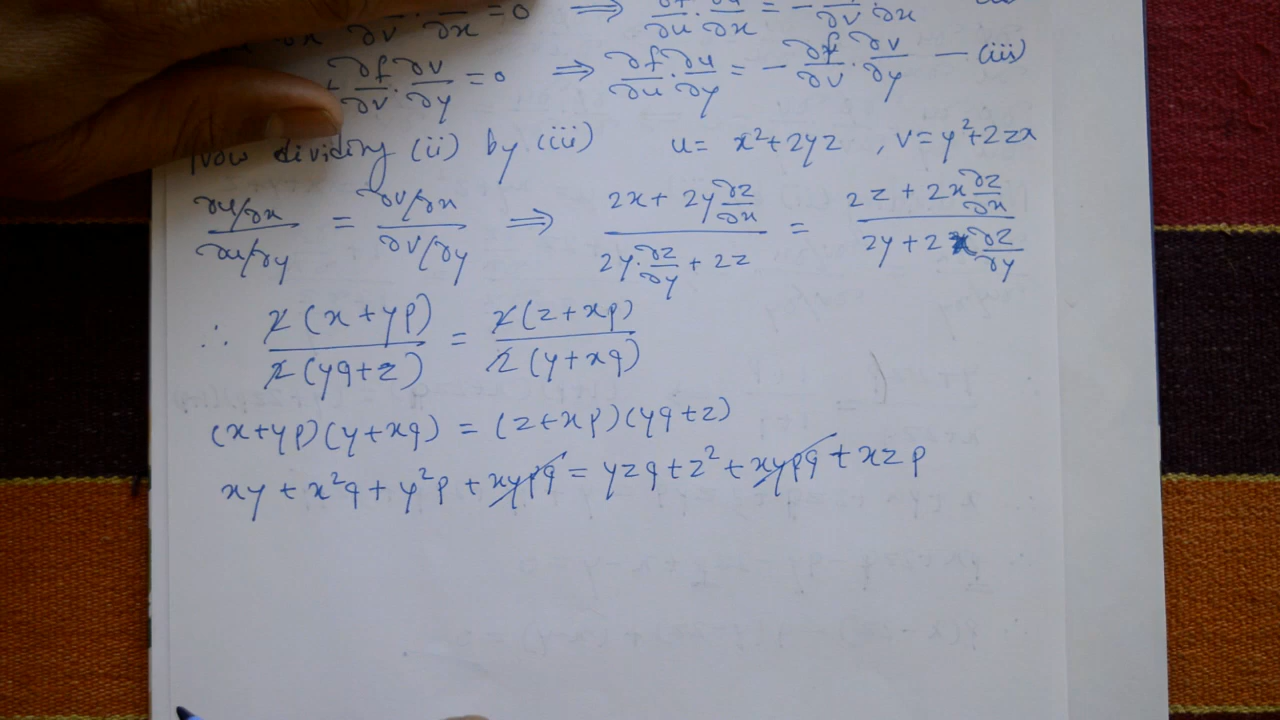 ∂v · ∂x = 0 ⟹ ∂f/∂u · ∂u/∂x = - ∂v · ∂x
∂f/∂v · ∂v/∂y = 0 ⟹ ∂f/∂u · ∂u/∂y = - ∂f/∂v · ∂v/∂y — (iii)
Now dividing (ii) by (iii) u = x²+2yz , v = y²+2zx
(∂u/∂x)/(∂u/∂y) = (∂v/∂x)/(∂v/∂y) ⟹ (2x + 2y ∂z/∂x)/(2y · ∂z/∂y + 2z) = (2z + 2x ∂z/∂x)/(2y + 2x ∂z/∂y)
∴ 2(x+yp)/2(yq+z) = 2(z+xp)/2(y+xq)
(x+yp)(y+xq) = (z+xp)(yq+z)
xy + x²q + y²p + xypq = yzq + z² + xypq + xzp